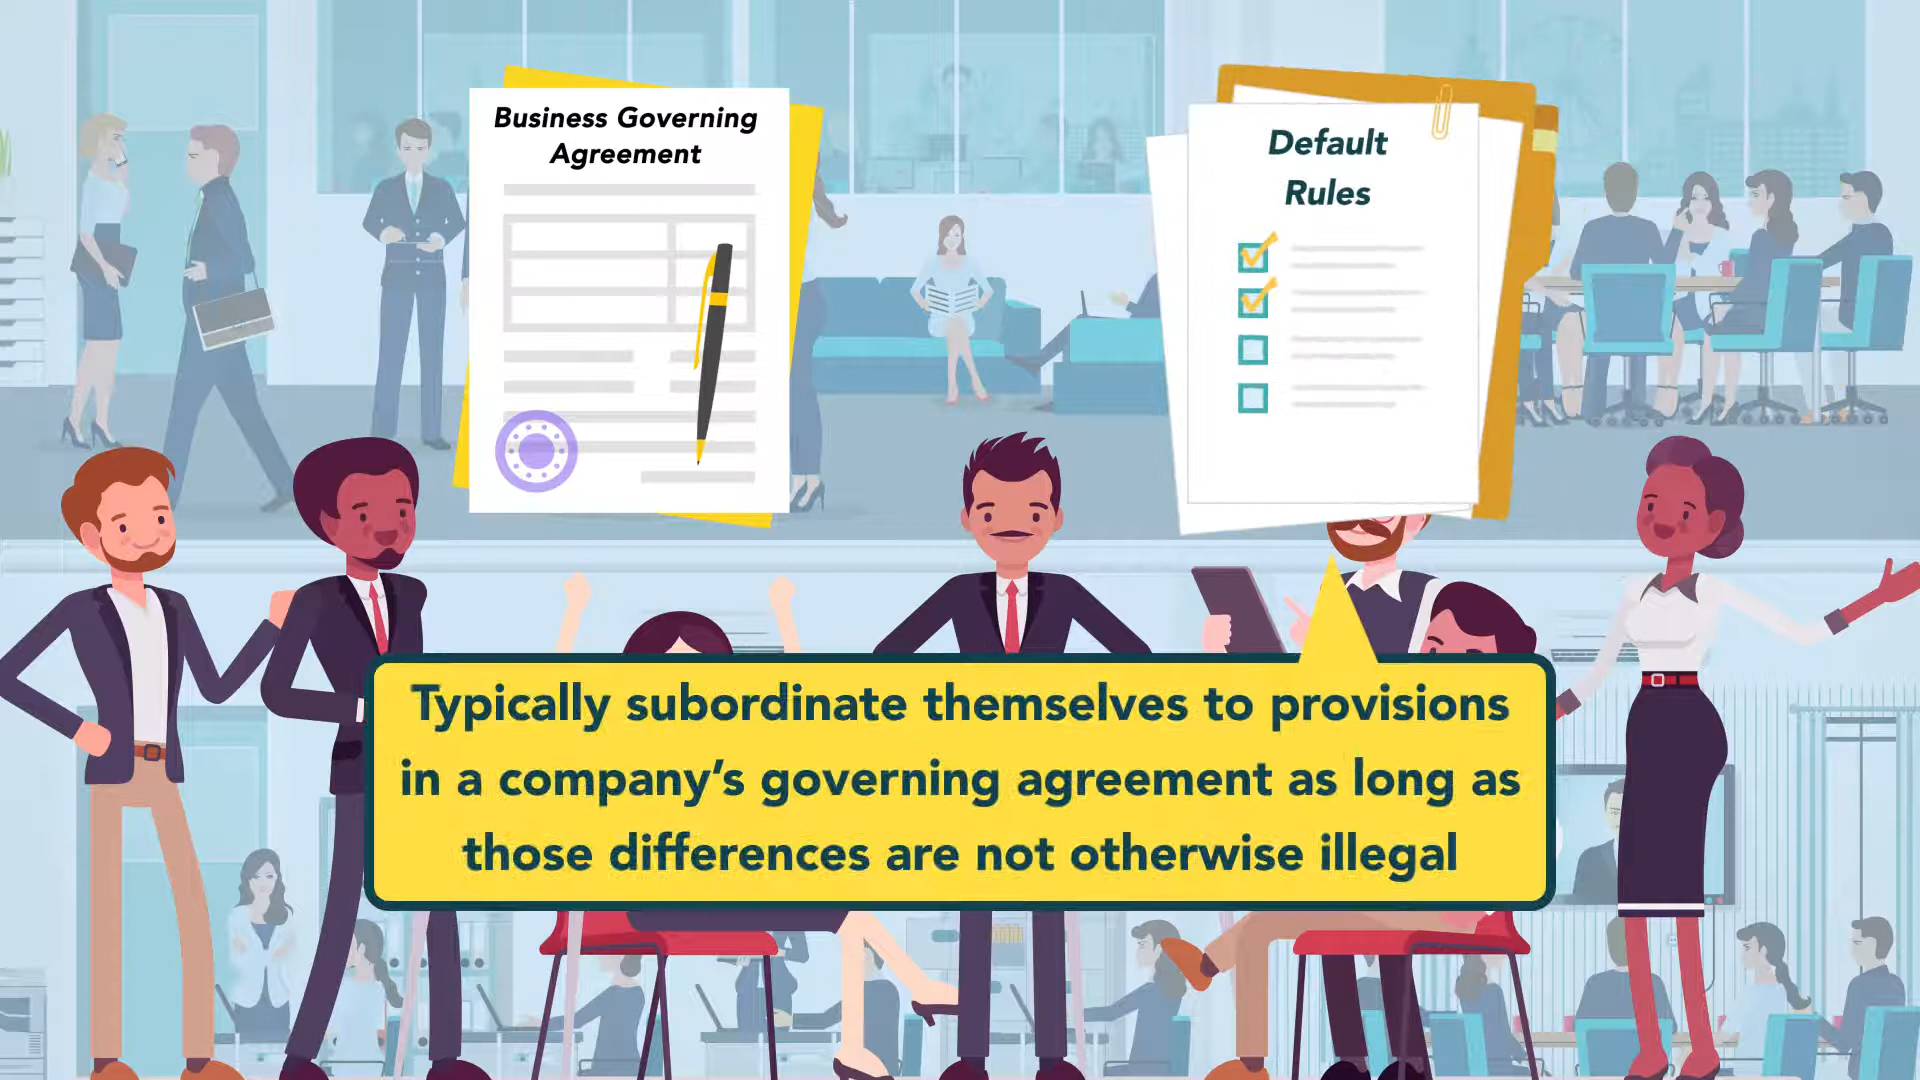 Business Governing
Agreement
Default
Rules
Typically subordinate themselves to provisions
in a company's governing agreement as long as
those differences are not otherwise illegal